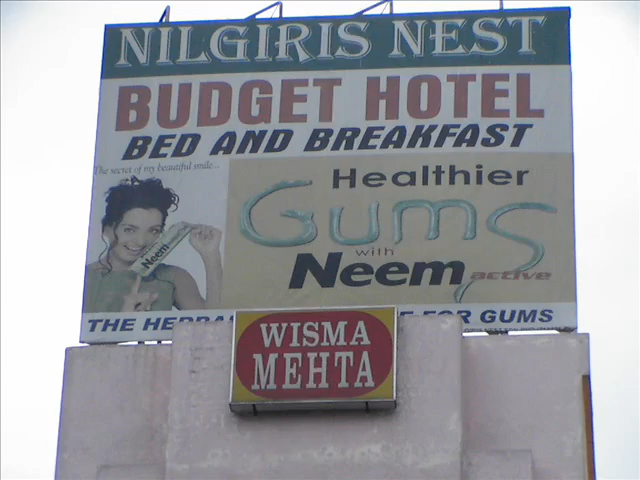 NILGIRIS NEST
BUDGET HOTEL
BED AND BREAKFAST
The secret of my beautiful smile...
Healthier
Gums
with
Neem active
Neem
THE FOR GUMS
WISMA
MEHTA